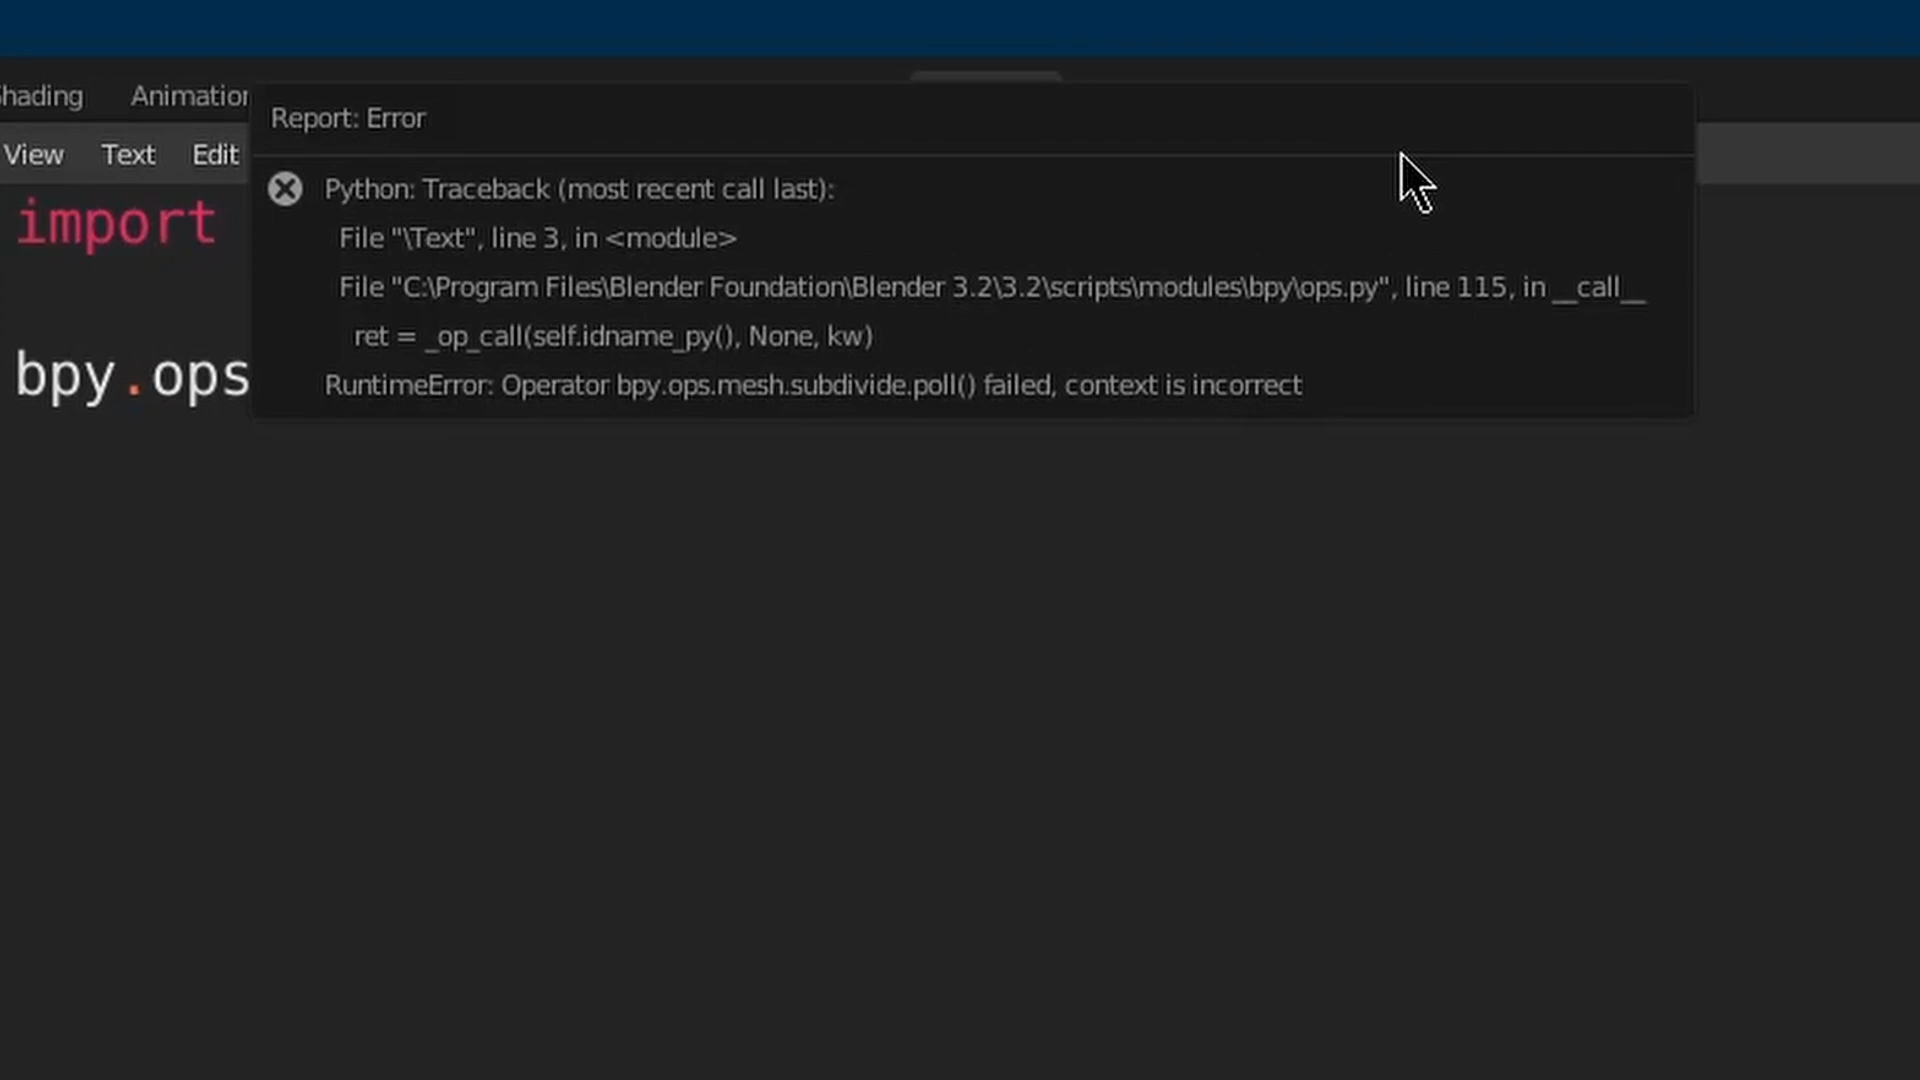 Animation
Report: Error
View Text Edit
Python: Traceback (most recent call last):
import
File "\Text", line 3, in <module>
File "C:\Program Files\Blender Foundation\Blender 3.2\3.2\scripts\modules\bpy\ops.py", line 115, in __call__
ret = _op_call(self.idname_py(), None, kw)
bpy.ops
RuntimeError: Operator bpy.ops.mesh.subdivide.poll() failed, context is incorrect